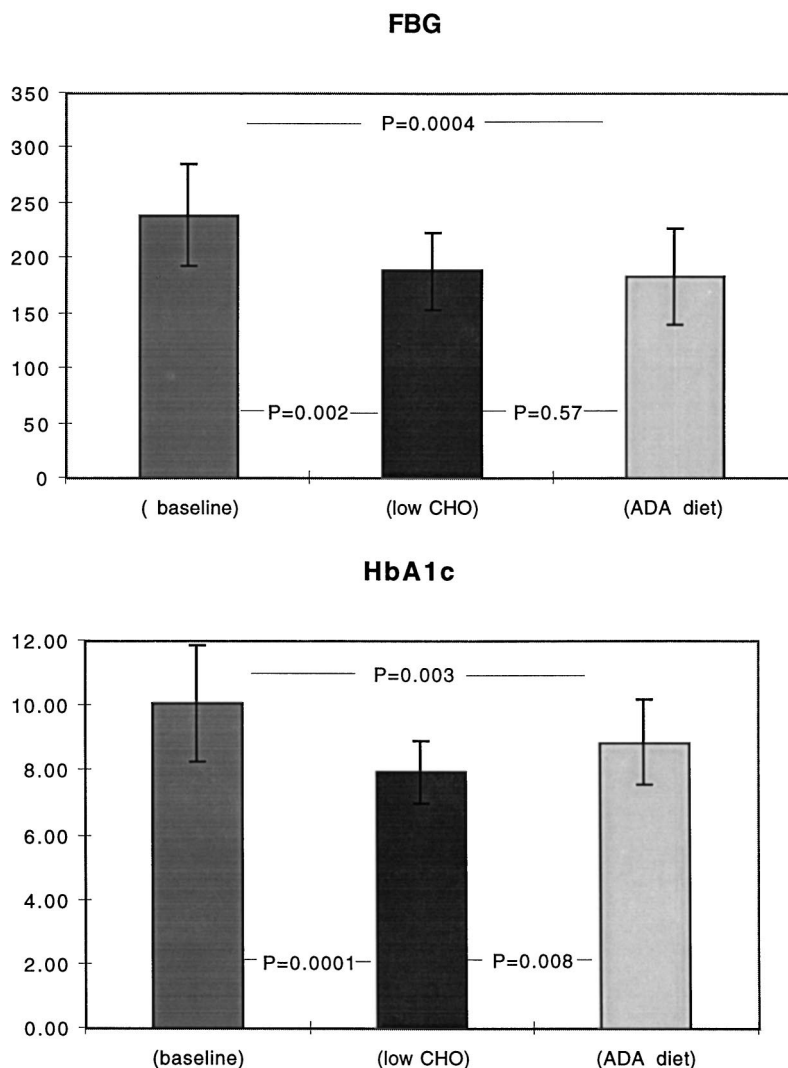 FBG
350
P=0.0004
300
250
200
150
100
50
P=0.002
P=0.57
0
( baseline)
(low CHO)
(ADA diet)
HbA1c
12.00
P=0.003
10.00
8.00
6.00
4.00
2.00
P=0.0001
P=0.008
0.00
(baseline)
(low CHO)
(ADA diet)